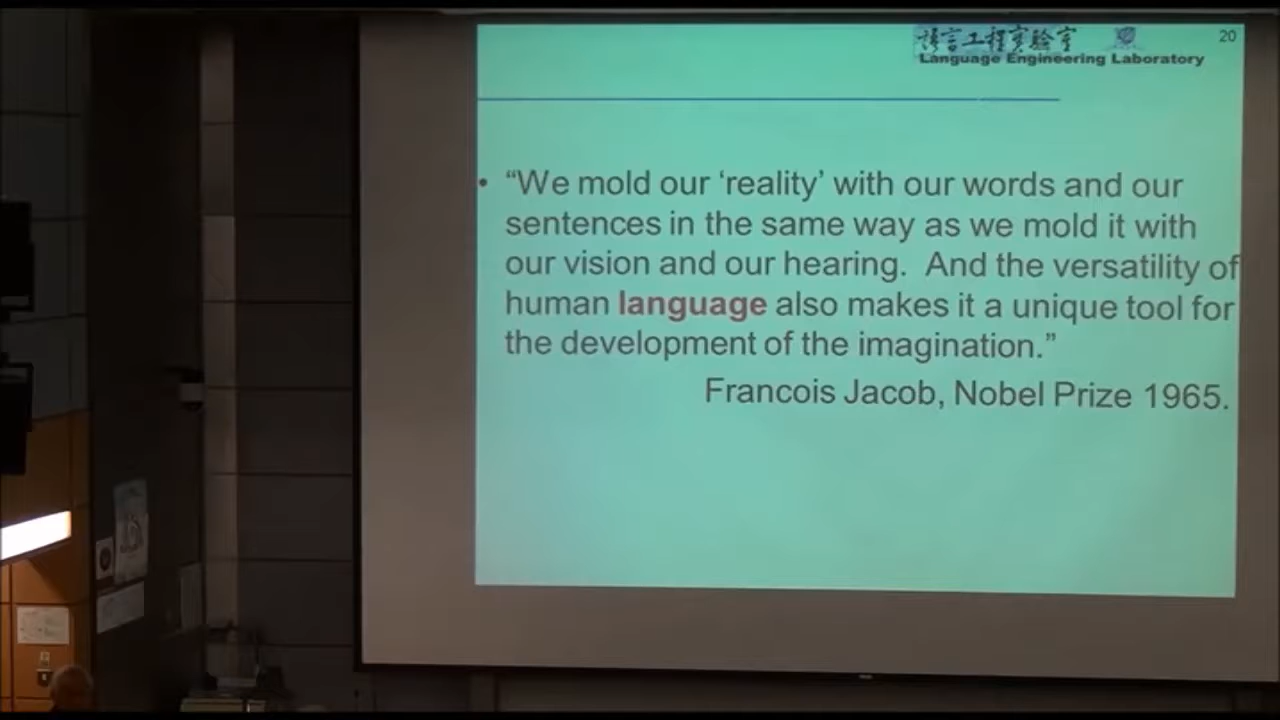 語言工程實驗室
20
Language Engineering Laboratory
• “We mold our ‘reality’ with our words and our
sentences in the same way as we mold it with
our vision and our hearing.  And the versatility of
human language also makes it a unique tool for
the development of the imagination.”
Francois Jacob, Nobel Prize 1965.